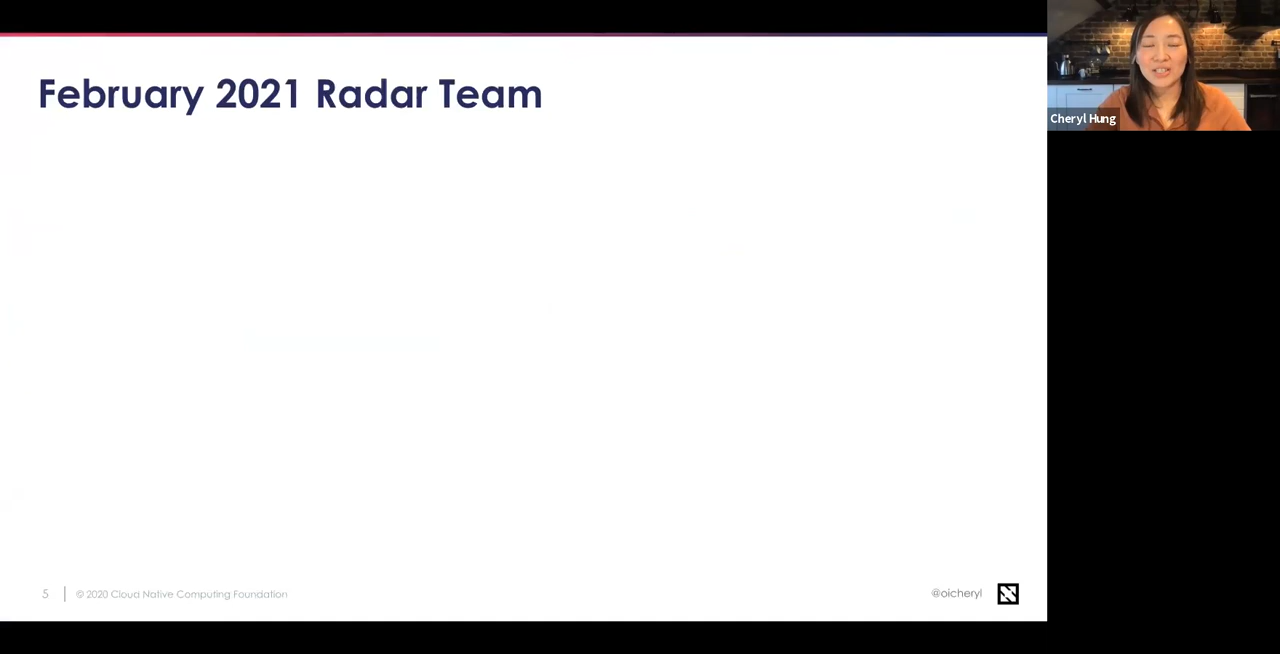 February 2021 Radar Team
Cheryl Hung
5
© 2020 Cloud Native Computing Foundation
@oicheryl